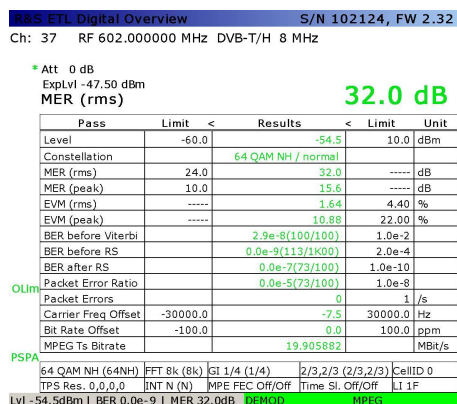 R&S ETL Digital Overview S/N 102124, FW 2.32
Ch: 37 RF 602.000000 MHz DVB-T/H 8 MHz
* Att 0 dB
ExpLvl -47.50 dBm
MER (rms) 32.0 dB
Pass Limit < Results < Limit Unit
Level -60.0 -54.5 10.0 dBm
Constellation 64 QAM NH / normal
MER (rms) 24.0 32.0 ----- dB
MER (peak) 10.0 15.6 ----- dB
EVM (rms) ----- 1.64 4.40 %
EVM (peak) ----- 10.88 22.00 %
BER before Viterbi 2.9e-8(100/100) 1.0e-2
BER before RS 0.0e-9(113/1K00) 2.0e-4
BER after RS 0.0e-7(73/100) 1.0e-10
Packet Error Ratio 0.0e-5(73/100) 1.0e-8
OLim
Packet Errors 0 1 /s
Carrier Freq Offset -30000.0 -7.5 30000.0 Hz
Bit Rate Offset -100.0 0.0 100.0 ppm
MPEG Ts Bitrate 19.905882 MBit/s
PSPA
64 QAM NH (64NH) FFT 8k (8k) GI 1/4 (1/4) 2/3,2/3 (2/3,2/3) CellID 0
TPS Res. 0,0,0,0 INT N (N) MPE FEC Off/Off Time Sl. Off/Off LI 1F
Lvl -54.5dBm | BER 0.0e-9 | MER 32.0dB DEMOD MPEG